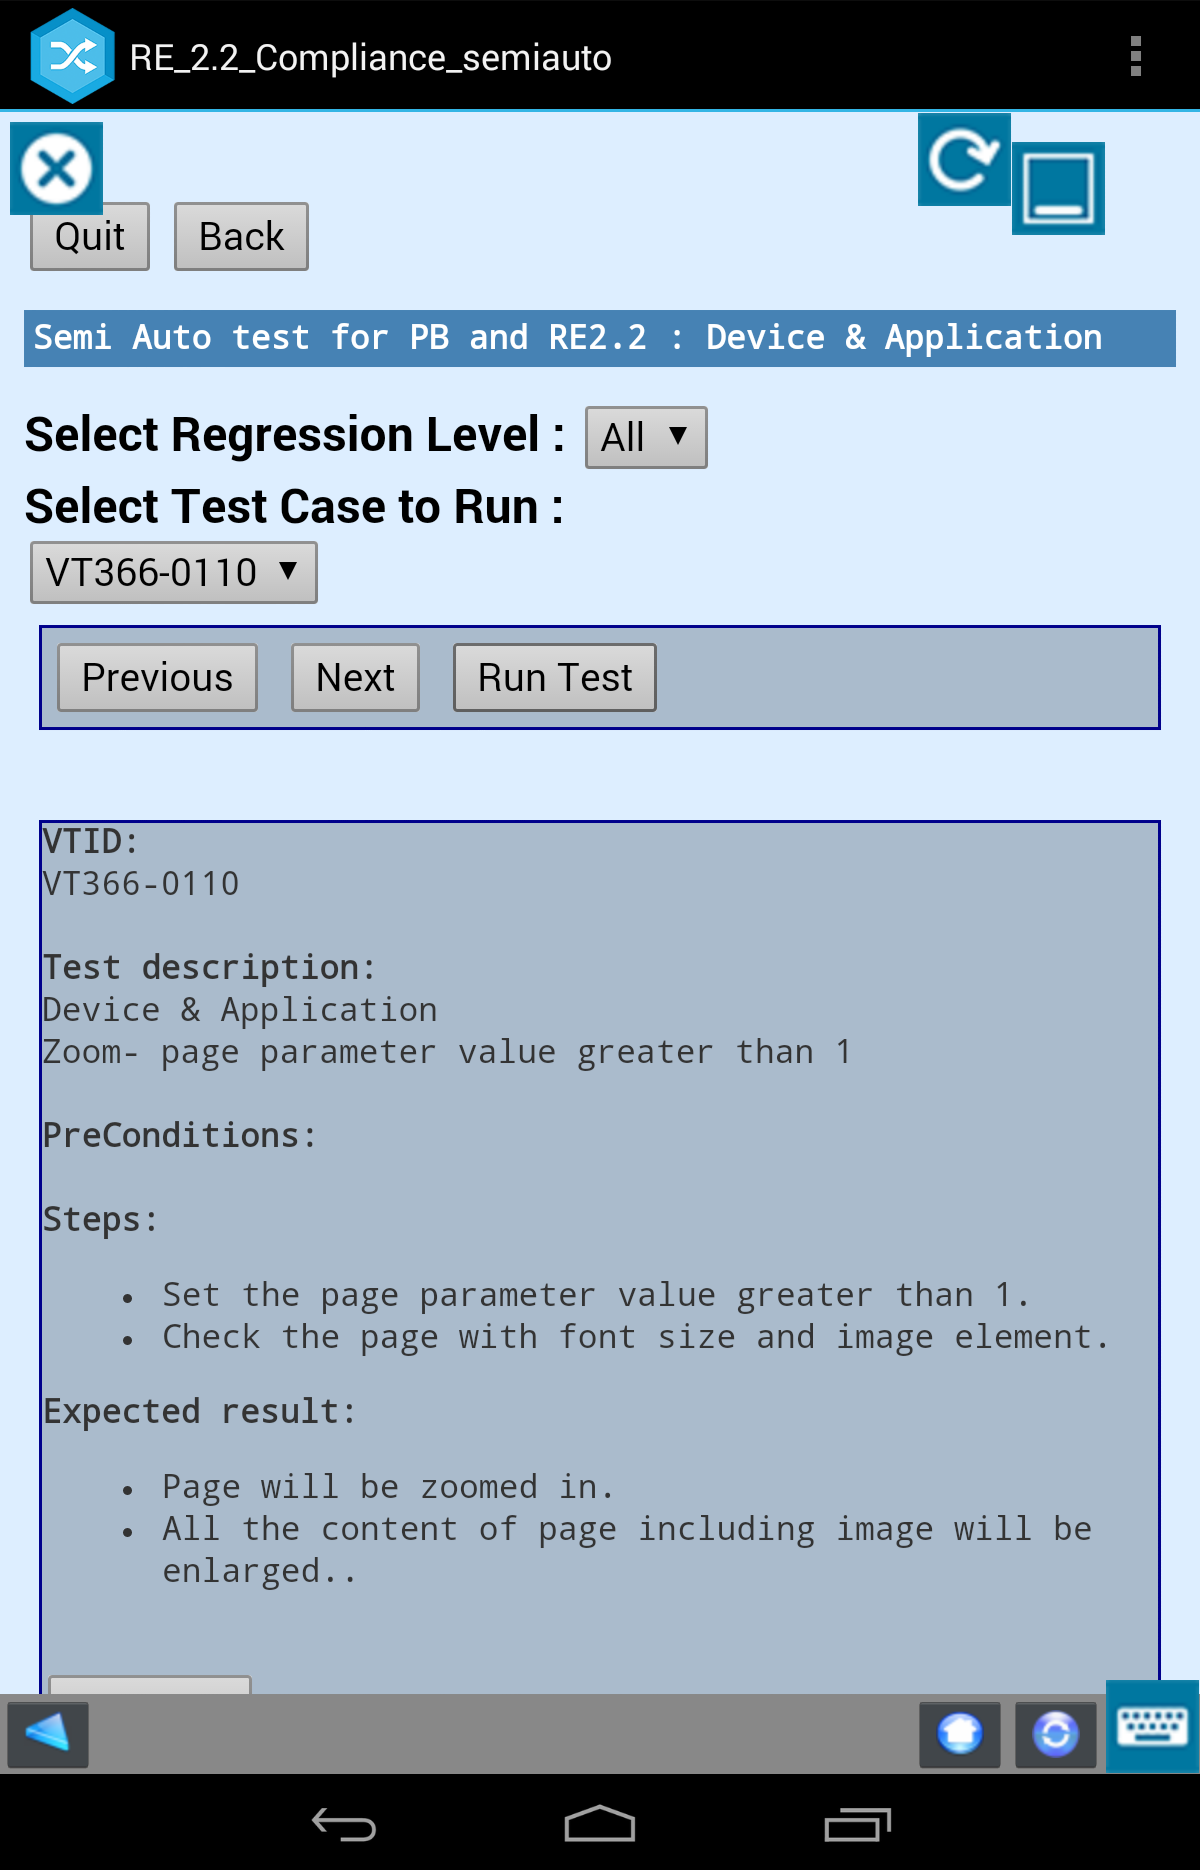 RE_2.2_Compliance_semiauto
Quit Back
Semi Auto test for PB and RE2.2 : Device & Application
Select Regression Level : All
Select Test Case to Run :
VT366-0110
Previous Next Run Test
VTID:
VT366-0110
Test description:
Device & Application
Zoom- page parameter value greater than 1
PreConditions:
Steps:
• Set the page parameter value greater than 1.
• Check the page with font size and image element.
Expected result:
• Page will be zoomed in.
• All the content of page including image will be
enlarged..